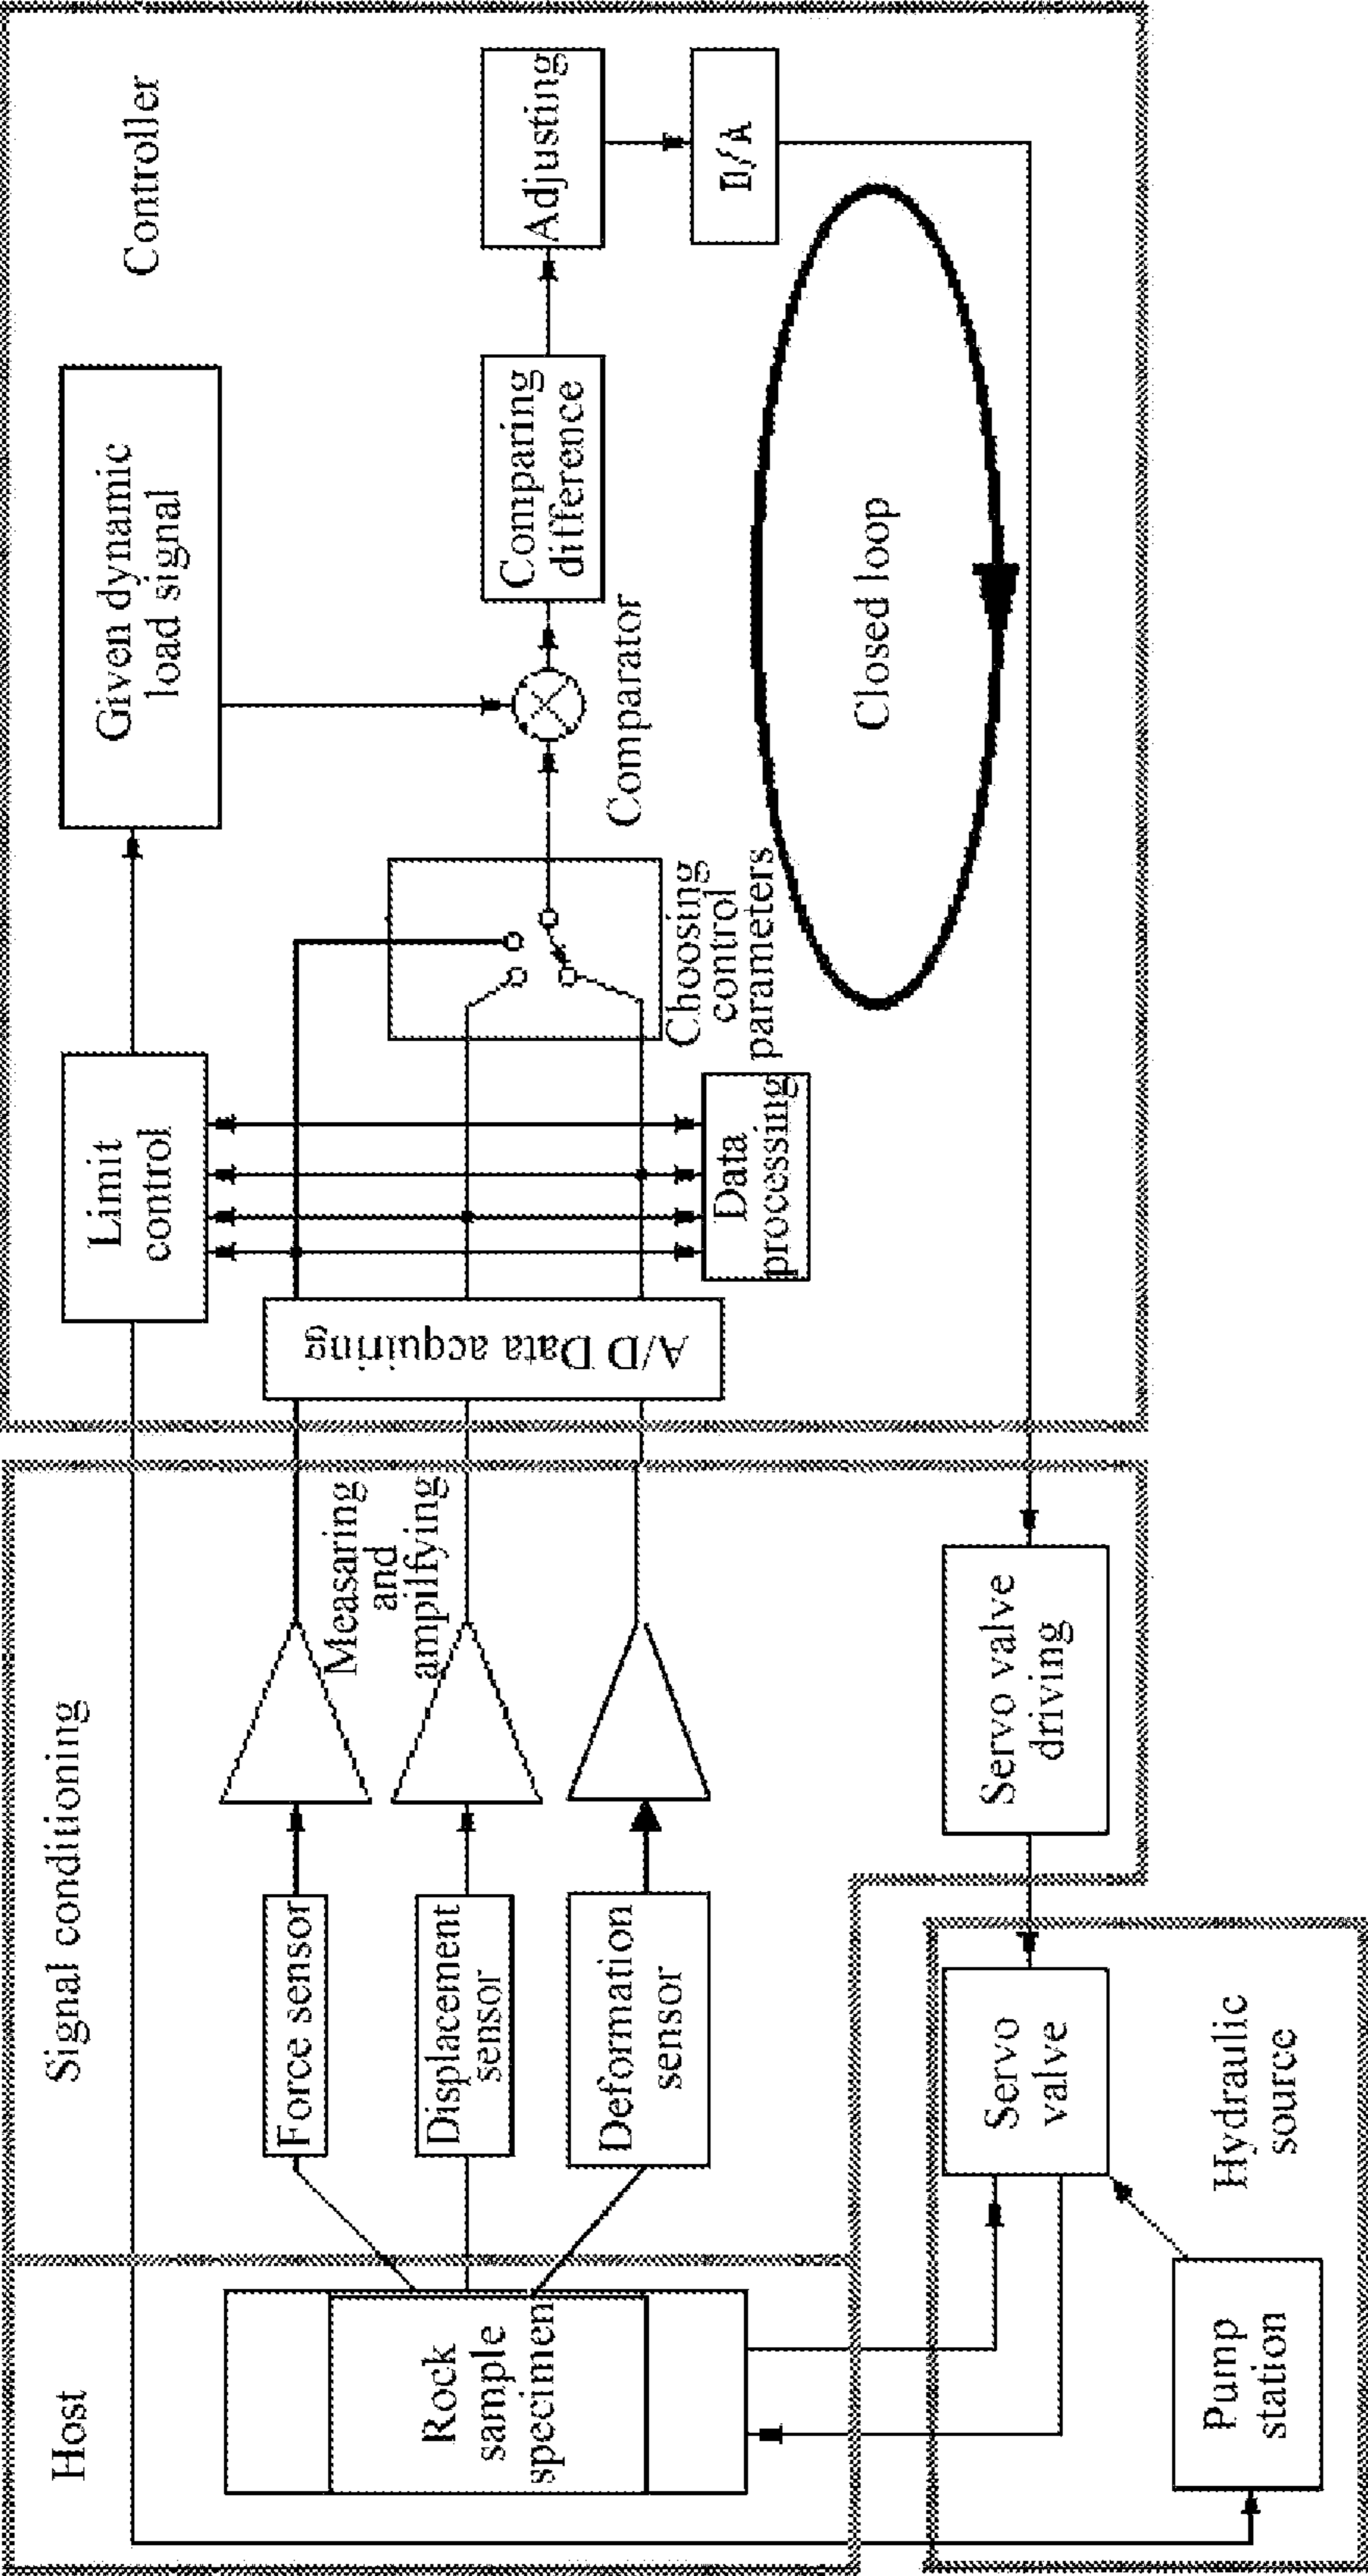 Host
Signal conditioning
Controller
Rock
sample
specimen
Force sensor
Displacement
sensor
Deformation
sensor
Measaring
and
ampilfying
A/D Data acquiring
Limit
control
Data
processing
Given dynamic
load signal
Choosing
control
parameters
Comparator
Comparing
difference
Adjusting
D/A
Closed loop
Servo valve
driving
Servo
valve
Hydraulic
source
Pump
station